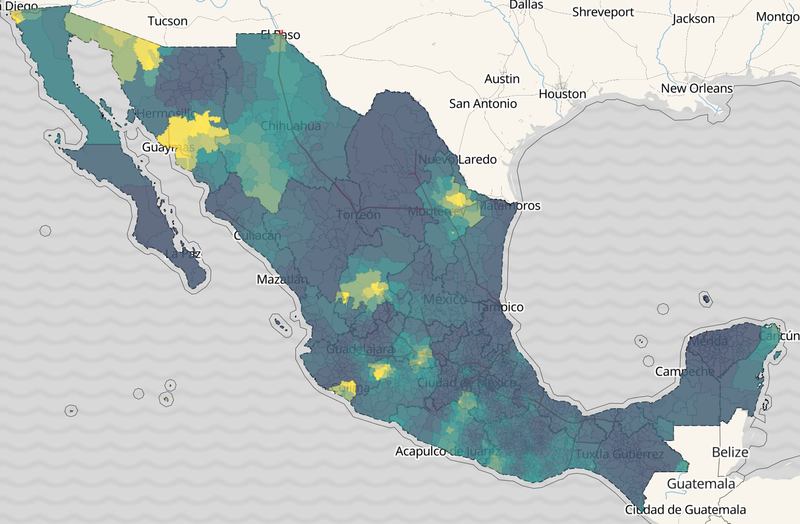 Diego
Tucson
El Paso
Dallas
Shreveport
Jackson
Montgo
Austin
Houston
San Antonio
New Orleans
Hermosillo
Chihuahua
Guaymas
Nuevo Laredo
Torreón
Monterrey
Matamoros
Culiacán
La Paz
Mazatlán
México
Tampico
Guadalajara
Mérida
Cancún
Ciudad de México
Campeche
Acapulco de Juárez
Tuxtla Gutiérrez
Belize
Guatemala
Ciudad de Guatemala